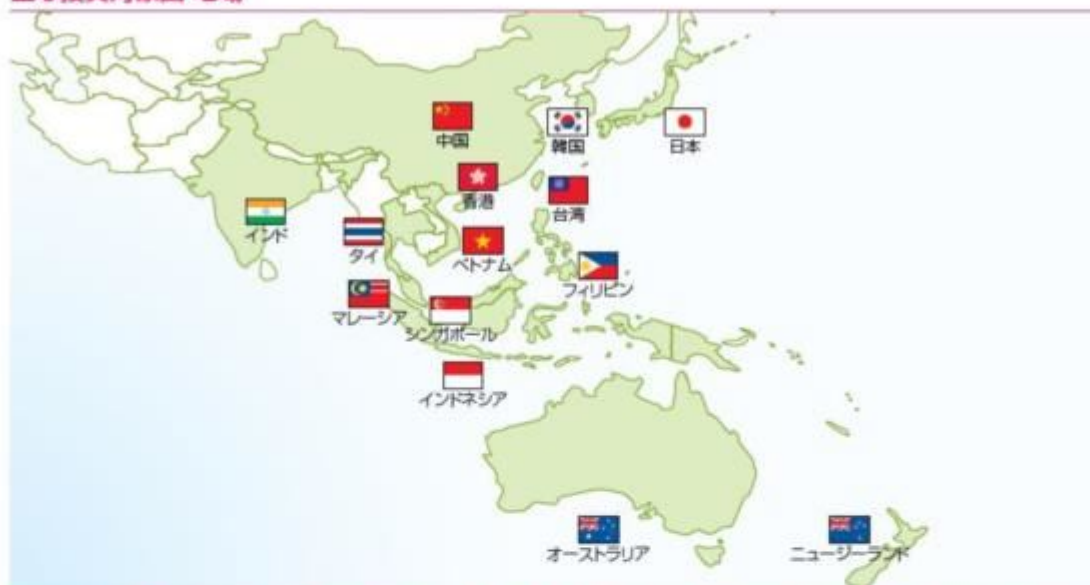 中国
韓国
日本
香港
台湾
インド
タイ
ベトナム
フィリピン
マレーシア
シンガポール
インドネシア
オーストラリア
ニュージーランド